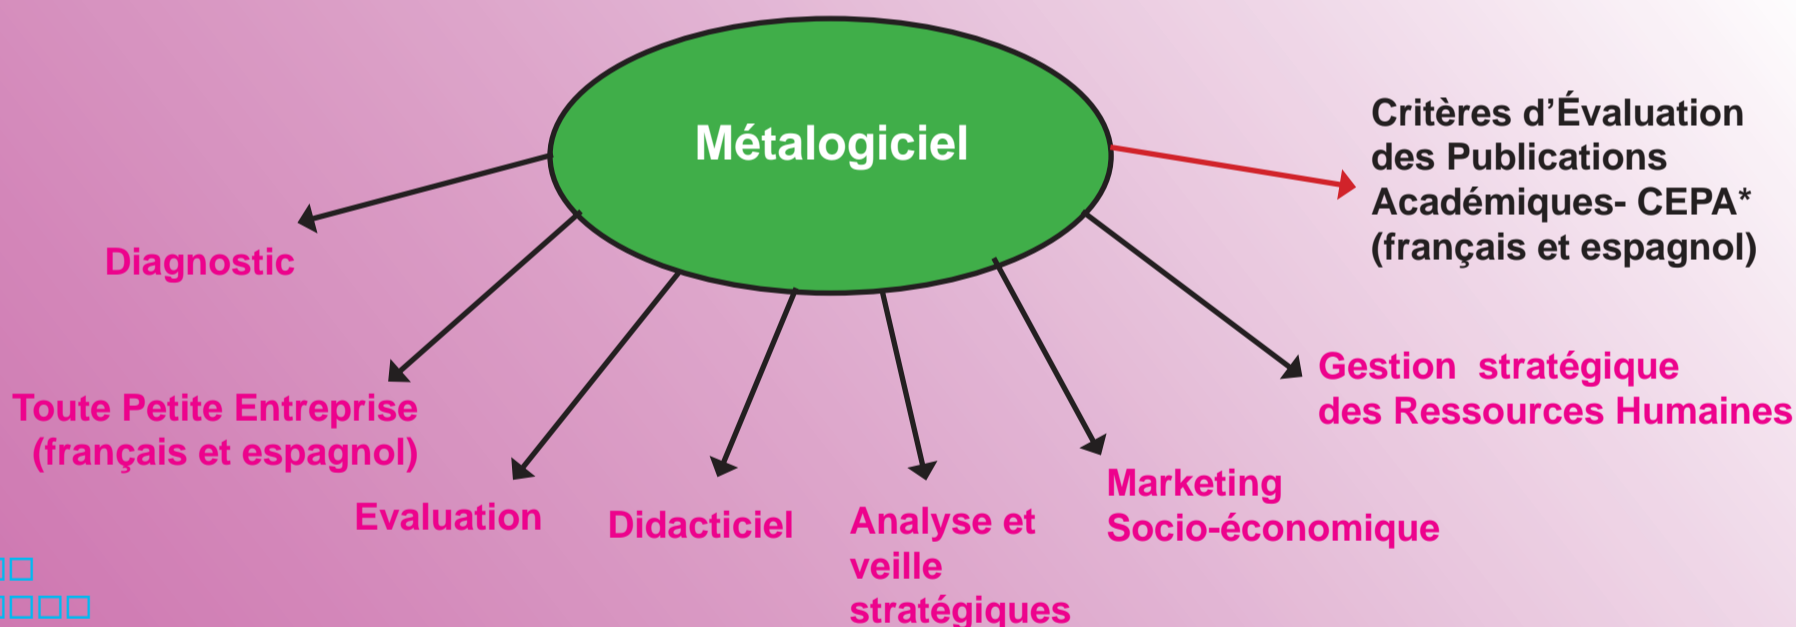 Métalogiciel
Critères d’Évaluation
des Publications
Académiques- CEPA*
(français et espagnol)
Diagnostic
Toute Petite Entreprise
(français et espagnol)
Evaluation
Didacticiel
Analyse et
veille
stratégiques
Marketing
Socio-économique
Gestion  stratégique
des Ressources Humaines